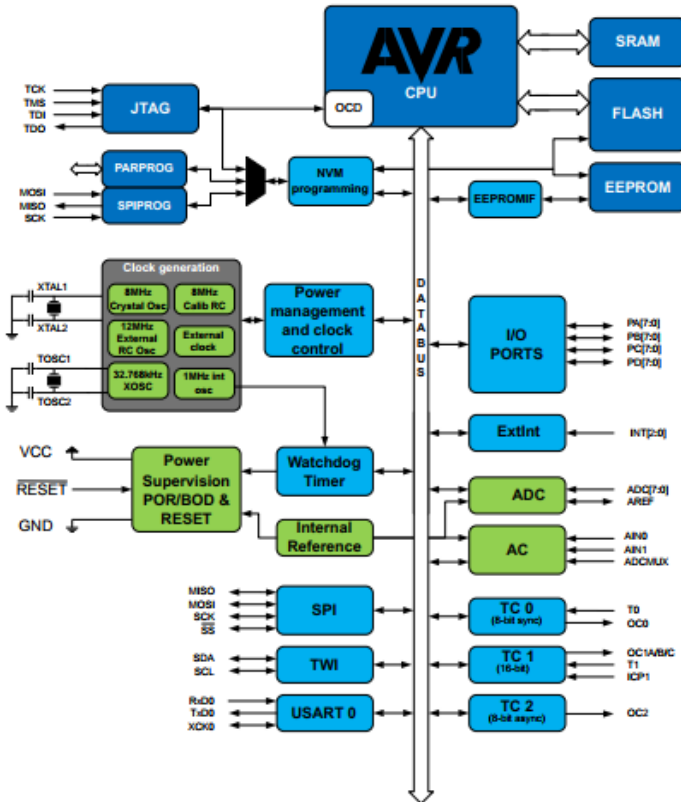 AVR
CPU
OCD
SRAM
FLASH
EEPROM
TCK
TMS
TDI
TDO
JTAG
PARPROG
MOSI
MISO
SCK
SPIPROG
NVM
programming
EEPROMIF
Clock generation
XTAL1
XTAL2
TOSC1
TOSC2
8MHz
Crystal Osc
8MHz
Calib RC
12MHz
External
RC Osc
External
clock
32.768kHz
XOSC
1MHz int
osc
Power
management
and clock
control
DATABUS
I/O
PORTS
PA[7:0]
PB[7:0]
PC[7:0]
PD[7:0]
ExtInt
INT[2:0]
VCC
RESET
GND
Power
Supervision
POR/BOD &
RESET
Watchdog
Timer
Internal
Reference
ADC
ADC[7:0]
AREF
AC
AIN0
AIN1
ADCMUX
MISO
MOSI
SCK
SS
SPI
TC 0
(8-bit sync)
T0
OC0
SDA
SCL
TWI
TC 1
(16-bit)
OC1A/B/C
T1
ICP1
RxD0
TxD0
XCK0
USART 0
TC 2
(8-bit async)
OC2